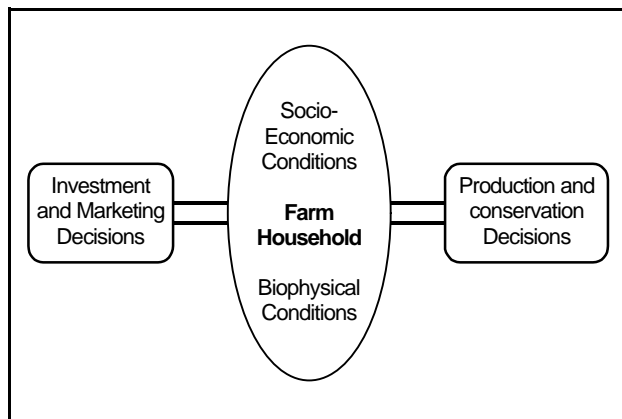 Investment
and Marketing
Decisions
Socio-
Economic
Conditions
Farm
Household
Biophysical
Conditions
Production and
conservation
Decisions